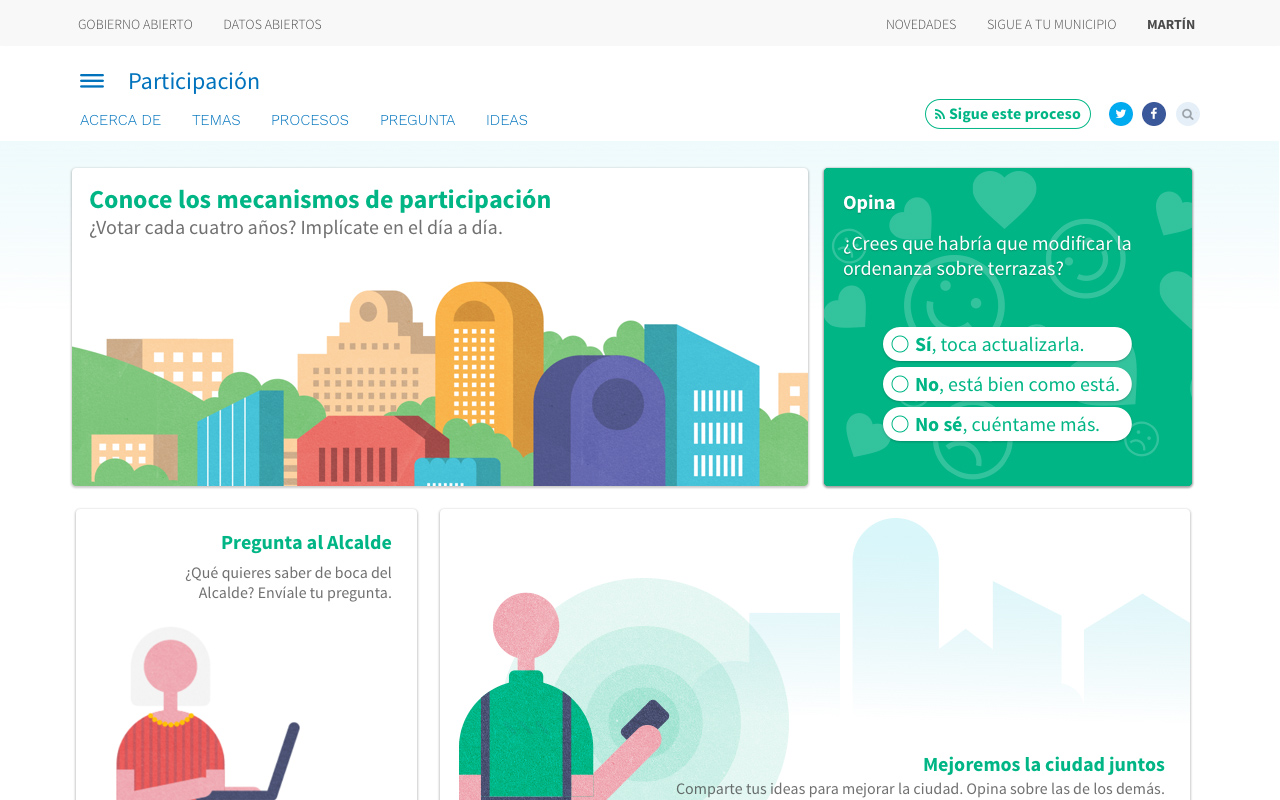 GOBIERNO ABIERTO
DATOS ABIERTOS
NOVEDADES
SIGUE A TU MUNICIPIO
MARTÍN
Participación
ACERCA DE
TEMAS
PROCESOS
PREGUNTA
IDEAS
Sigue este proceso
Conoce los mecanismos de participación
¿Votar cada cuatro años? Implícate en el día a día.
Opina
¿Crees que habría que modificar la
ordenanza sobre terrazas?
Sí, toca actualizarla.
No, está bien como está.
No sé, cuéntame más.
Pregunta al Alcalde
¿Qué quieres saber de boca del
Alcalde? Envíale tu pregunta.
Mejoremos la ciudad juntos
Comparte tus ideas para mejorar la ciudad. Opina sobre las de los demás.